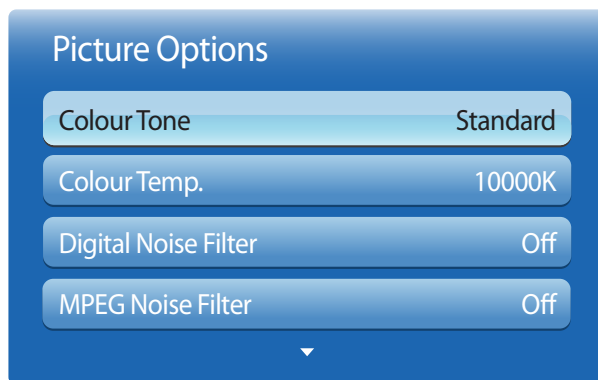 Picture Options
Colour Tone Standard
Colour Temp. 10000K
Digital Noise Filter Off
MPEG Noise Filter Off